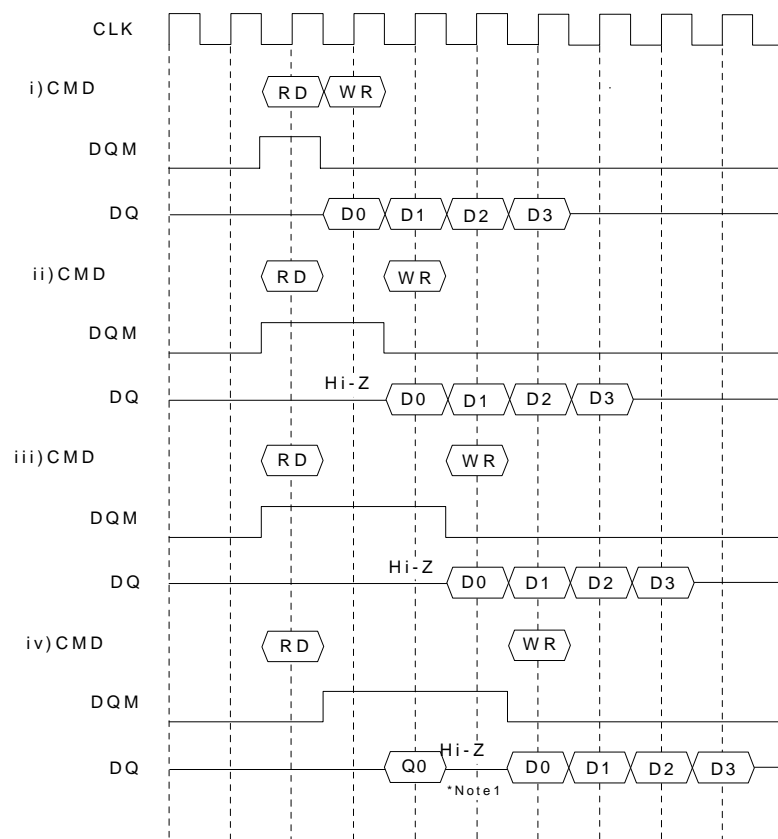 CLK
i)CMD RD WR
DQM
DQ D0 D1 D2 D3
ii)CMD RD WR
DQM
Hi-Z
DQ D0 D1 D2 D3
iii)CMD RD WR
DQM
Hi-Z
DQ D0 D1 D2 D3
iv)CMD RD WR
DQM
Hi-Z
DQ Q0 D0 D1 D2 D3
*Note1